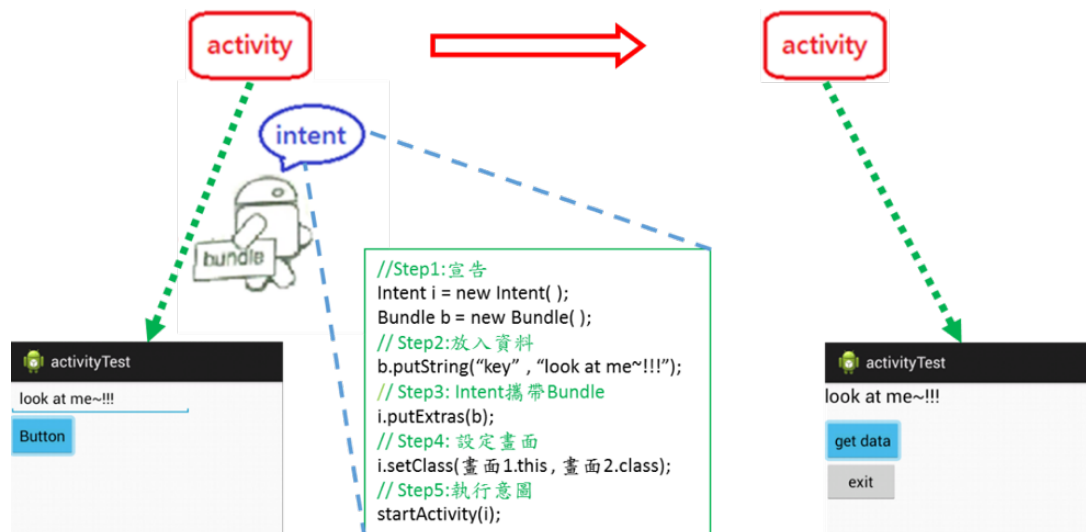 activity
activity
intent
bundle
//Step1:宣告
Intent i = new Intent( );
Bundle b = new Bundle( );
// Step2:放入資料
b.putString(“key” , “look at me~!!!”);
// Step3: Intent攜帶Bundle
i.putExtras(b);
// Step4: 設定畫面
i.setClass(畫面1.this , 畫面2.class);
// Step5:執行意圖
startActivity(i);
activityTest
look at me~!!!
Button
activityTest
look at me~!!!
get data
exit